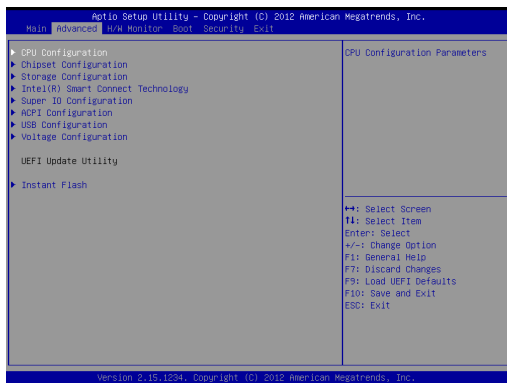 Aptio Setup Utility – Copyright (C) 2012 American Megatrends, Inc.
Main Advanced H/W Monitor Boot Security Exit
CPU Configuration
Chipset Configuration
Storage Configuration
Intel(R) Smart Connect Technology
Super IO Configuration
ACPI Configuration
USB Configuration
Voltage Configuration
UEFI Update Utility
Instant Flash
CPU Configuration Parameters
↔: Select Screen
↑↓: Select Item
Enter: Select
+/-: Change Option
F1: General Help
F7: Discard Changes
F9: Load UEFI Defaults
F10: Save and Exit
ESC: Exit
Version 2.15.1234. Copyright (C) 2012 American Megatrends, Inc.